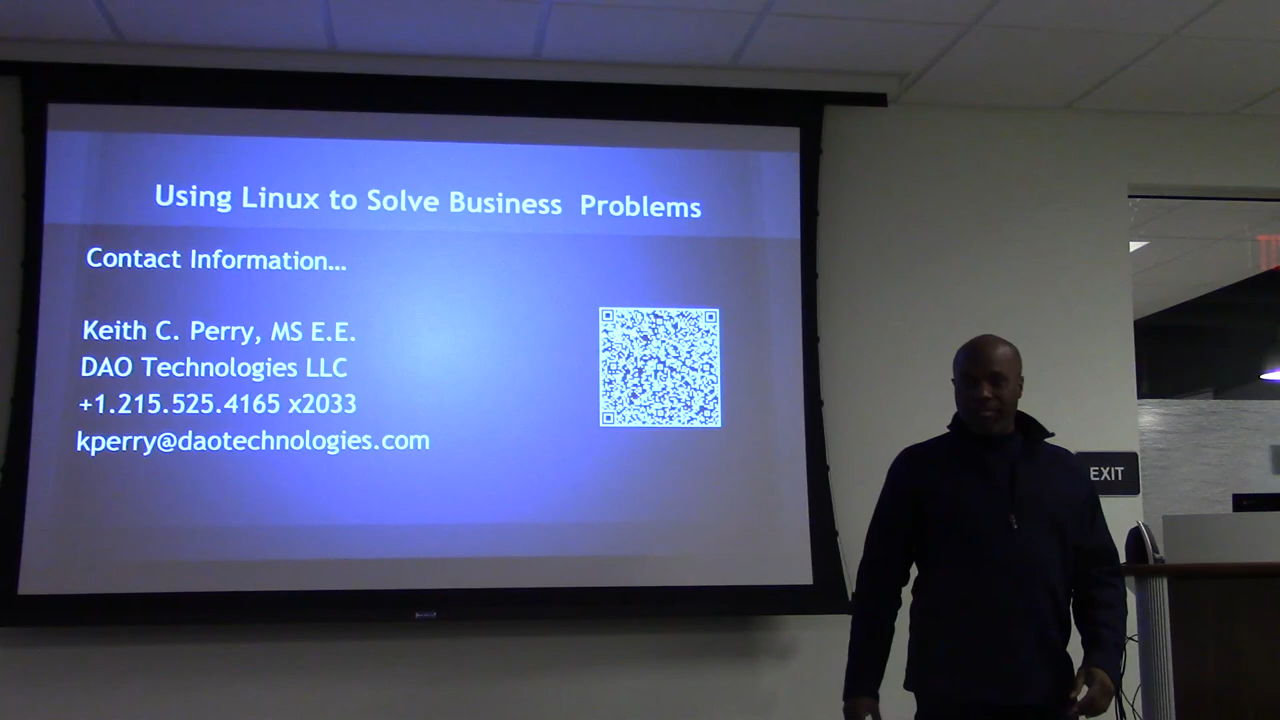 Using Linux to Solve Business  Problems
Contact Information...
Keith C. Perry, MS E.E.
DAO Technologies LLC
+1.215.525.4165 x2033
kperry@daotechnologies.com
EXIT